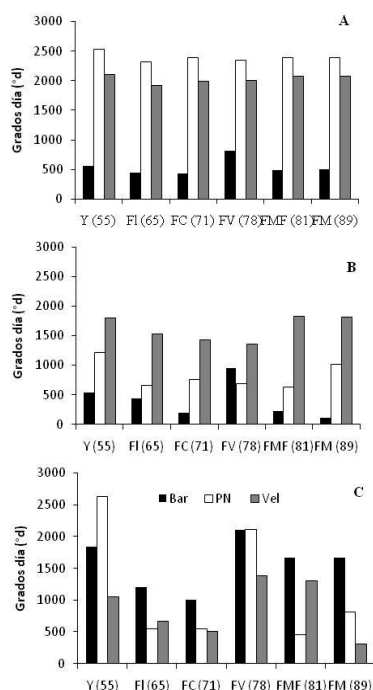 A
3000
2500
2000
1500
1000
500
0
Grados día (°d)
Y (55) Fl (65) FC (71) FV (78) FMF (81) FM (89)
B
3000
2500
2000
1500
1000
500
0
Grados día (°d)
Y (55) Fl (65) FC (71) FV (78) FMF (81) FM (89)
C
Bar PN Vel
3000
2500
2000
1500
1000
500
0
Grados día (°d)
Y (55) Fl (65) FC (71) FV (78) FMF (81) FM (89)